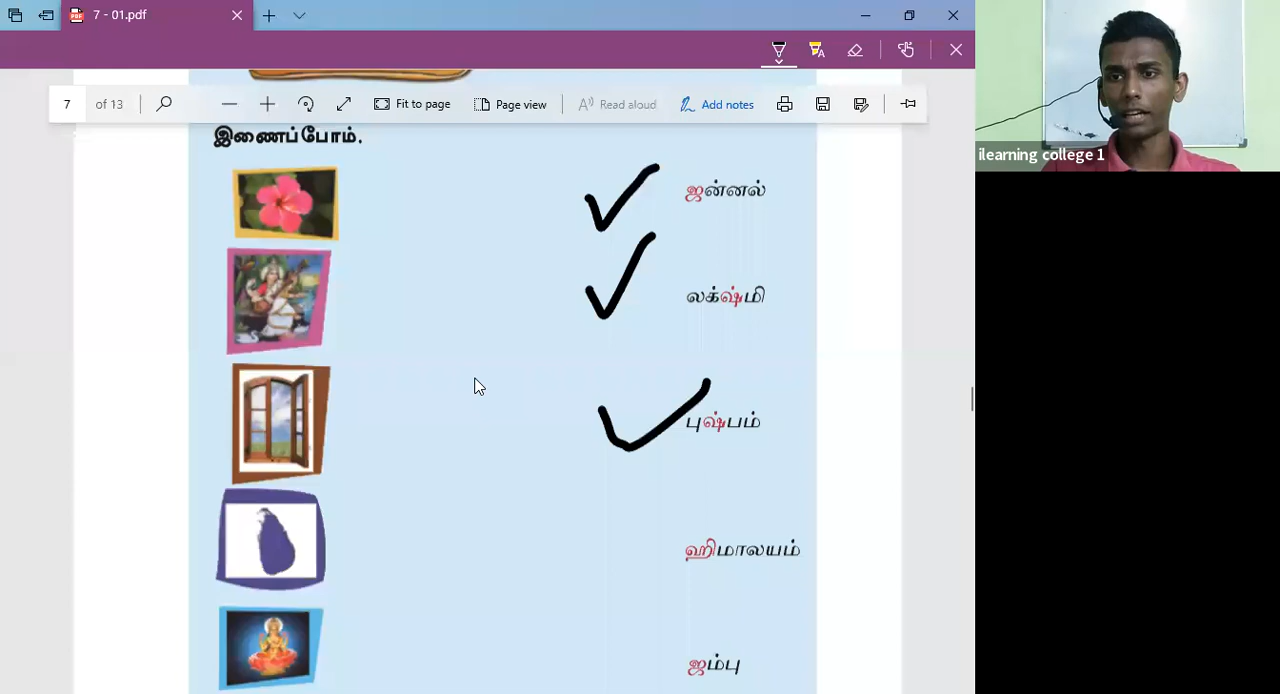 7 - 01.pdf
7 of 13
Fit to page
Page view
Read aloud
Add notes
இணைப்போம்.
ஜன்னல்
லக்ஷ்மி
புஷ்பம்
ஹிமாலயம்
ஜம்பு
ilearning college 1